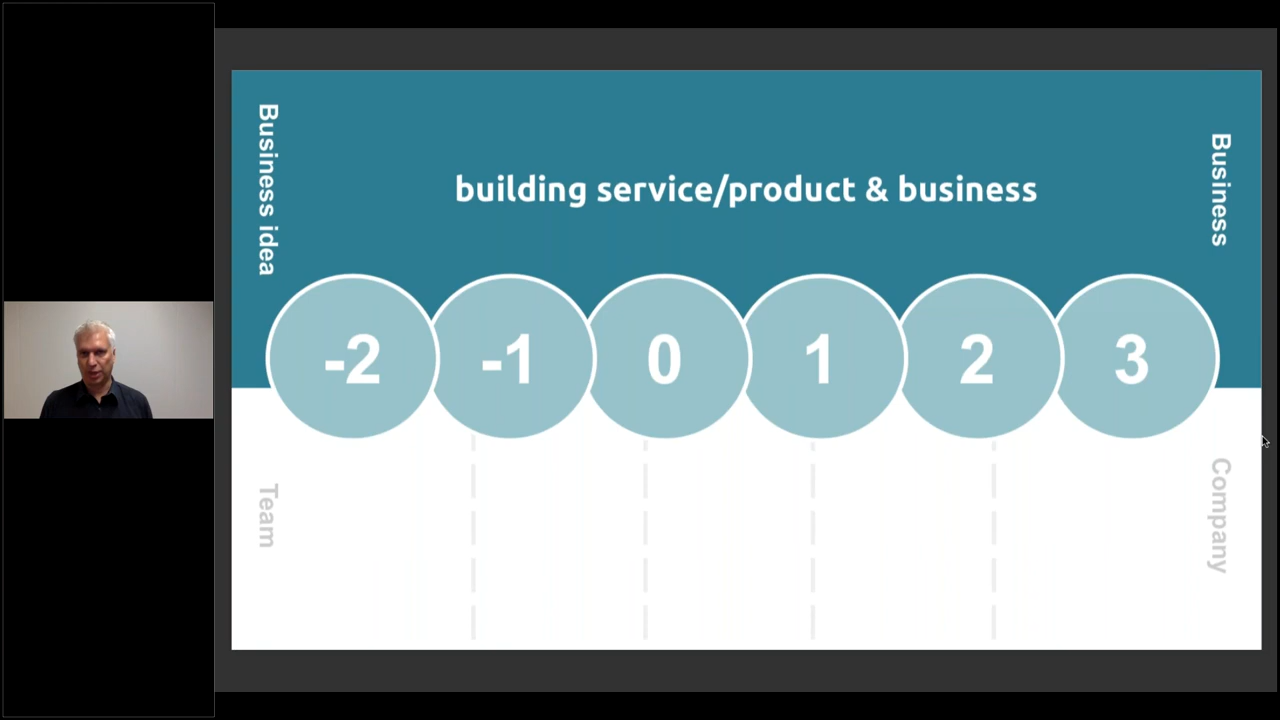 Business idea
building service/product & business
Business
-2
-1
0
1
2
3
Team
Company